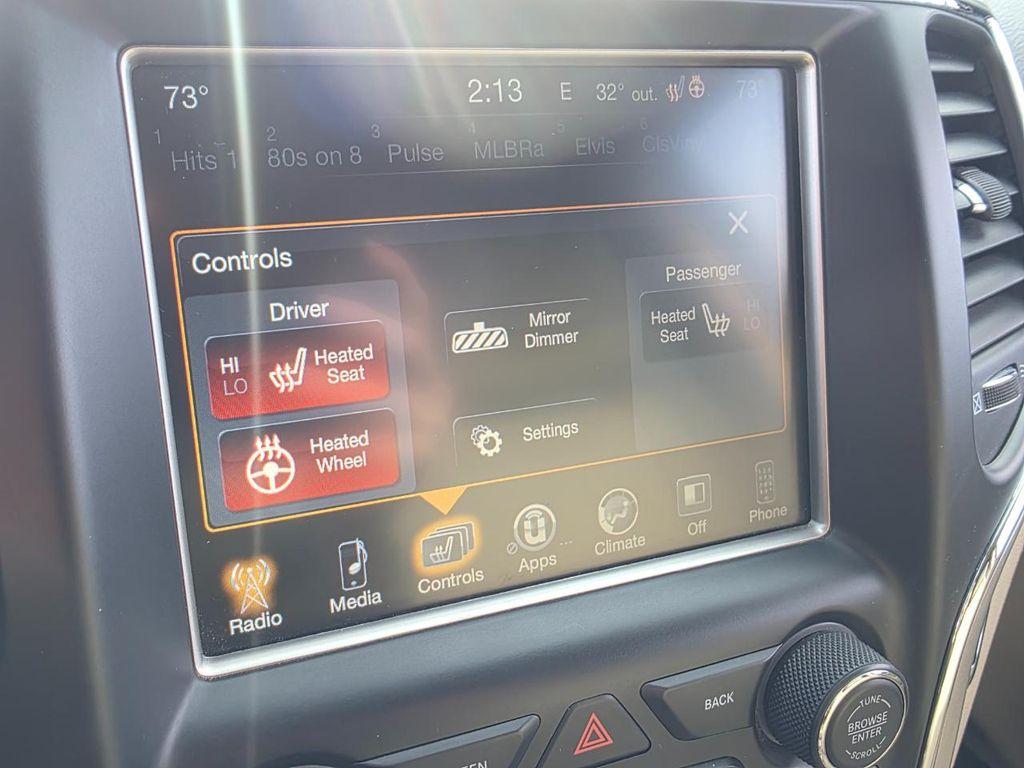 73° 2:13 E 32° out. 73°
1 2 3 4 5 6
Hits 1 80s on 8 Pulse MLBRa Elvis ClsViny
Controls X
Driver
HI
LO
Heated
Seat
Heated
Wheel
Mirror
Dimmer
Settings
Passenger
Heated
Seat
HI
LO
Radio Media Controls Apps ... Climate Off Phone
BACK
TUNE
BROWSE
ENTER
SCROLL